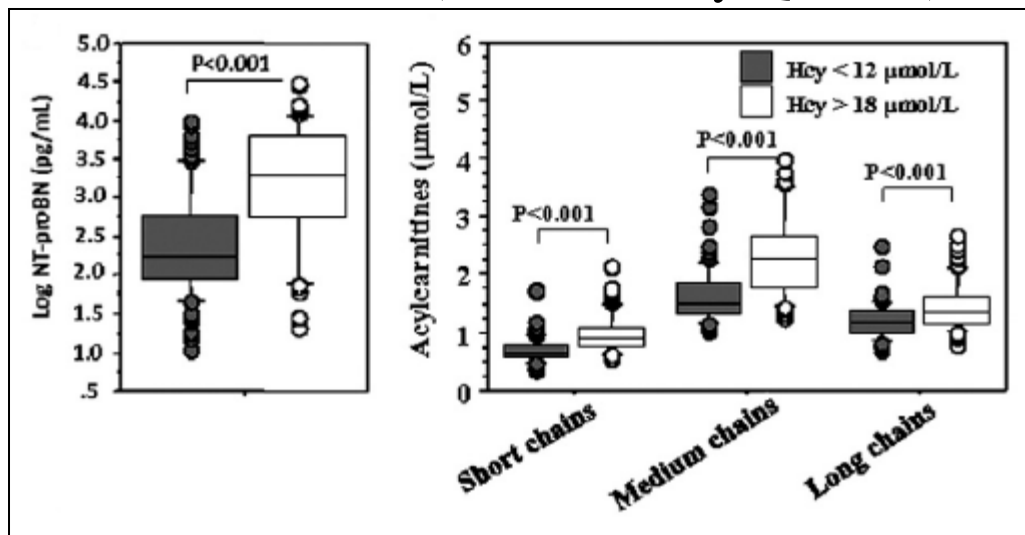 Log NT-proBN (pg/mL)
5.0
4.5
4.0
3.5
3.0
2.5
2.0
1.5
1.0
.5
P<0.001
Acylcarnitines (µmol/L)
6
5
4
3
2
1
0
Hcy < 12 µmol/L
Hcy > 18 µmol/L
P<0.001
P<0.001
P<0.001
Short chains
Medium chains
Long chains